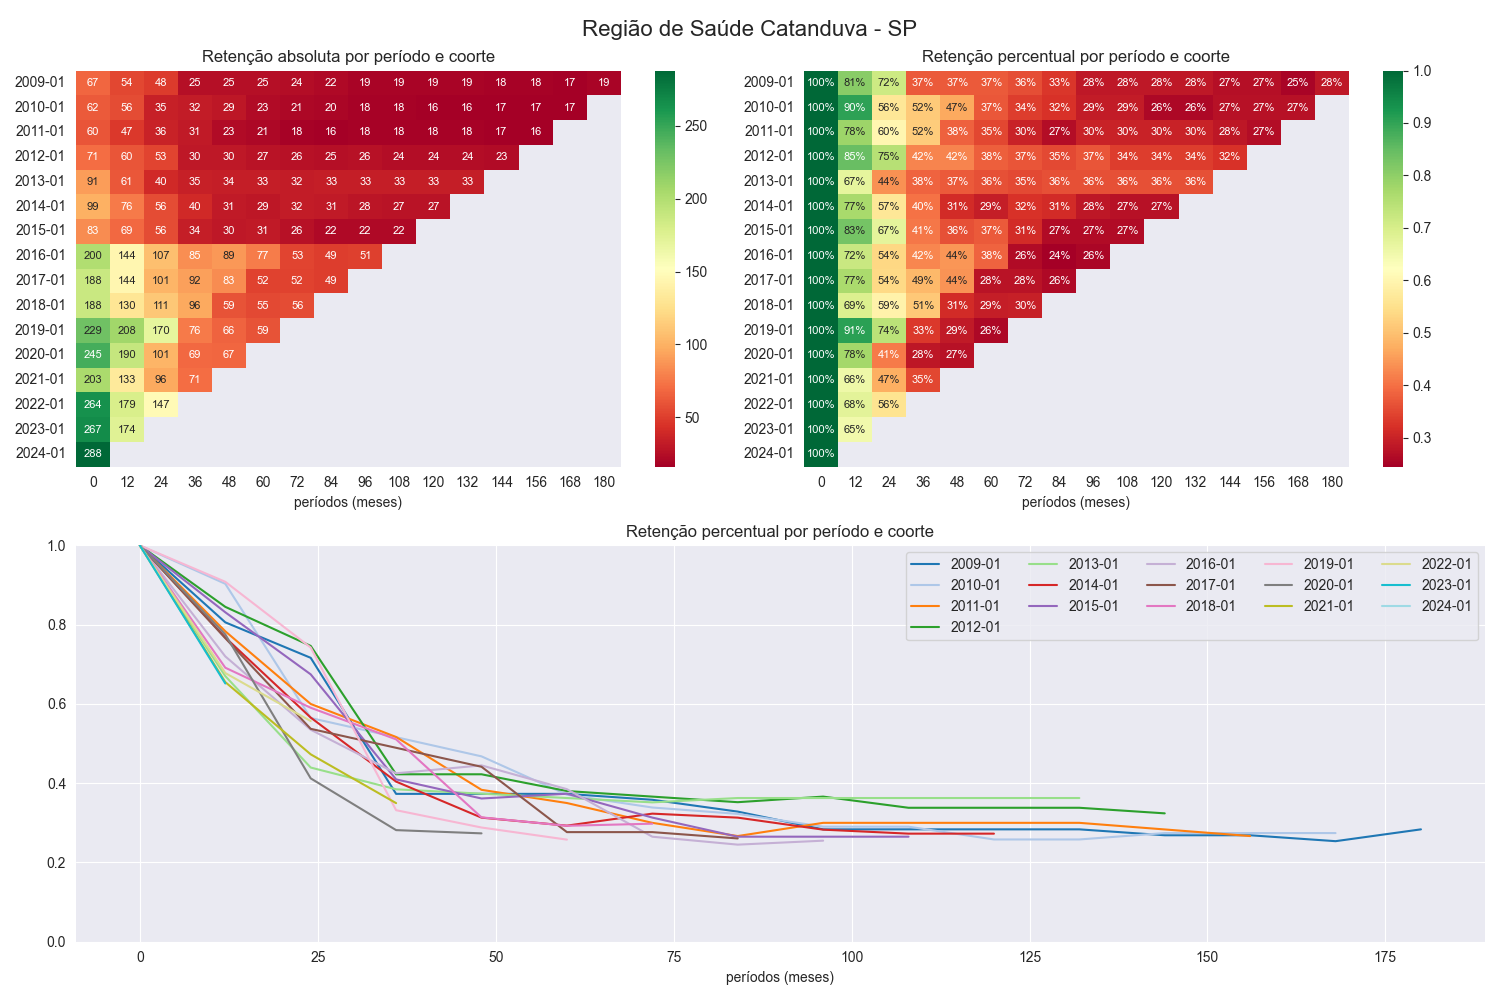 Região de Saúde Catanduva - SP
Retenção absoluta por período e coorte
2009-01 67 54 48 25 25 25 24 22 19 19 19 19 18 18 17 19
2010-01 62 56 35 32 29 23 21 20 18 18 16 16 17 17 17
2011-01 60 47 36 31 23 21 18 16 18 18 18 18 17 16
2012-01 71 60 53 30 30 27 26 25 26 24 24 24 23
2013-01 91 61 40 35 34 33 32 33 33 33 33 33
2014-01 99 76 56 40 31 29 32 31 28 27 27
2015-01 83 69 56 34 30 31 26 22 22 22
2016-01 200 144 107 85 89 77 53 49 51
2017-01 188 144 101 92 83 52 52 49
2018-01 188 130 111 96 59 55 56
2019-01 229 208 170 76 66 59
2020-01 245 190 101 69 67
2021-01 203 133 96 71
2022-01 264 179 147
2023-01 267 174
2024-01 288
0 12 24 36 48 60 72 84 96 108 120 132 144 156 168 180
períodos (meses)
250
200
150
100
50
Retenção percentual por período e coorte
2009-01 100% 81% 72% 37% 37% 37% 36% 33% 28% 28% 28% 28% 27% 27% 25% 28%
2010-01 100% 90% 56% 52% 47% 37% 34% 32% 29% 29% 26% 26% 27% 27% 27%
2011-01 100% 78% 60% 52% 38% 35% 30% 27% 30% 30% 30% 30% 28% 27%
2012-01 100% 85% 75% 42% 42% 38% 37% 35% 37% 34% 34% 34% 32%
2013-01 100% 67% 44% 38% 37% 36% 35% 36% 36% 36% 36% 36%
2014-01 100% 77% 57% 40% 31% 29% 32% 31% 28% 27% 27%
2015-01 100% 83% 67% 41% 36% 37% 31% 27% 27% 27%
2016-01 100% 72% 54% 42% 44% 38% 26% 24% 26%
2017-01 100% 77% 54% 49% 44% 28% 28% 26%
2018-01 100% 69% 59% 51% 31% 29% 30%
2019-01 100% 91% 74% 33% 29% 26%
2020-01 100% 78% 41% 28% 27%
2021-01 100% 66% 47% 35%
2022-01 100% 68% 56%
2023-01 100% 65%
2024-01 100%
0 12 24 36 48 60 72 84 96 108 120 132 144 156 168 180
períodos (meses)
1.0
0.9
0.8
0.7
0.6
0.5
0.4
0.3
Retenção percentual por período e coorte
1.0
0.8
0.6
0.4
0.2
0.0
2009-01 2013-01 2016-01 2019-01 2022-01
2010-01 2014-01 2017-01 2020-01 2023-01
2011-01 2015-01 2018-01 2021-01 2024-01
2012-01
0 25 50 75 100 125 150 175
períodos (meses)